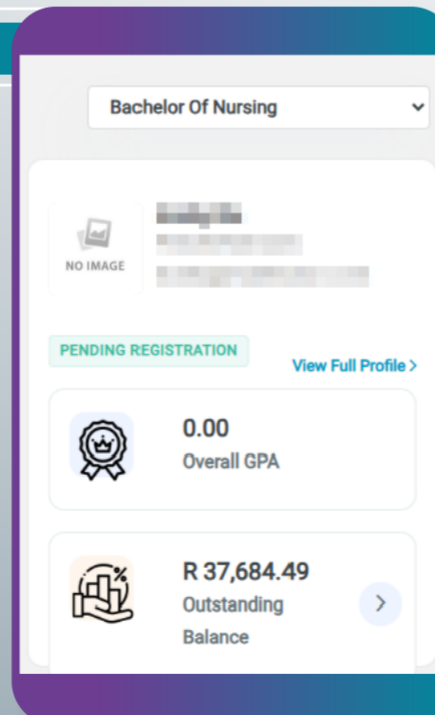 Bachelor Of Nursing
NO IMAGE
PENDING REGISTRATION
View Full Profile >
0.00
Overall GPA
R 37,684.49
Outstanding
Balance